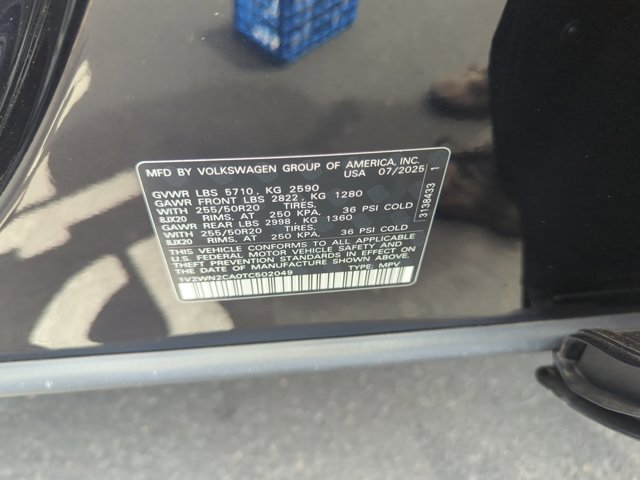 MFD BY VOLKSWAGEN GROUP OF AMERICA, INC.
USA 07/2025
GVWR LBS 5710, KG 2590
GAWR FRONT LBS 2822, KG 1280
WITH 255/50R20 TIRES,
8JX20 RIMS, AT 250 KPA, 36 PSI COLD
GAWR REAR LBS 2998, KG 1360
WITH 255/50R20 TIRES,
8JX20 RIMS, AT 250 KPA, 36 PSI COLD
THIS VEHICLE CONFORMS TO ALL APPLICABLE
U.S. FEDERAL MOTOR VEHICLE SAFETY AND
THEFT PREVENTION STANDARDS IN EFFECT
ON THE DATE OF MANUFACTURE SHOWN ABOVE.
1V2WN2CA0TC502049 TYPE: MPV
3138433 1